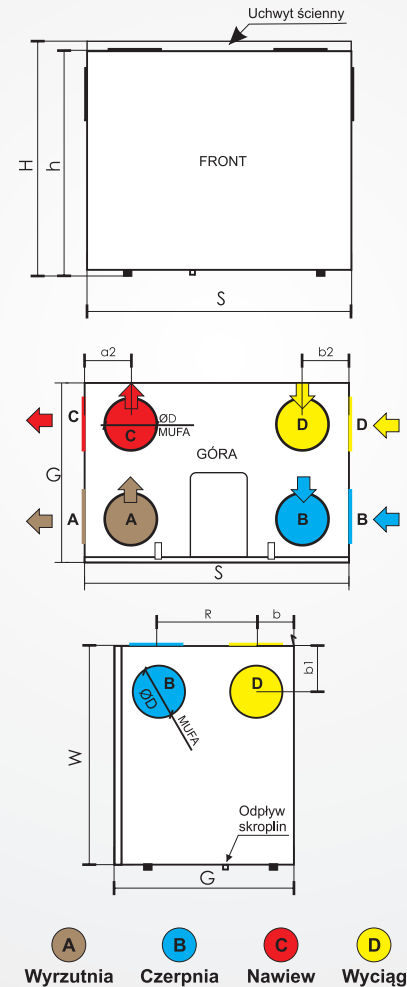 Uchwyt ścienny
H
h
FRONT
S
a2
b2
C
ØD
MUFA
C
D
D
GÓRA
G
A
A
B
B
S
R
b
b1
B
ØD
MUFA
D
W
Odpływ
skroplin
G
A
B
C
D
Wyrzutnia
Czerpnia
Nawiew
Wyciąg